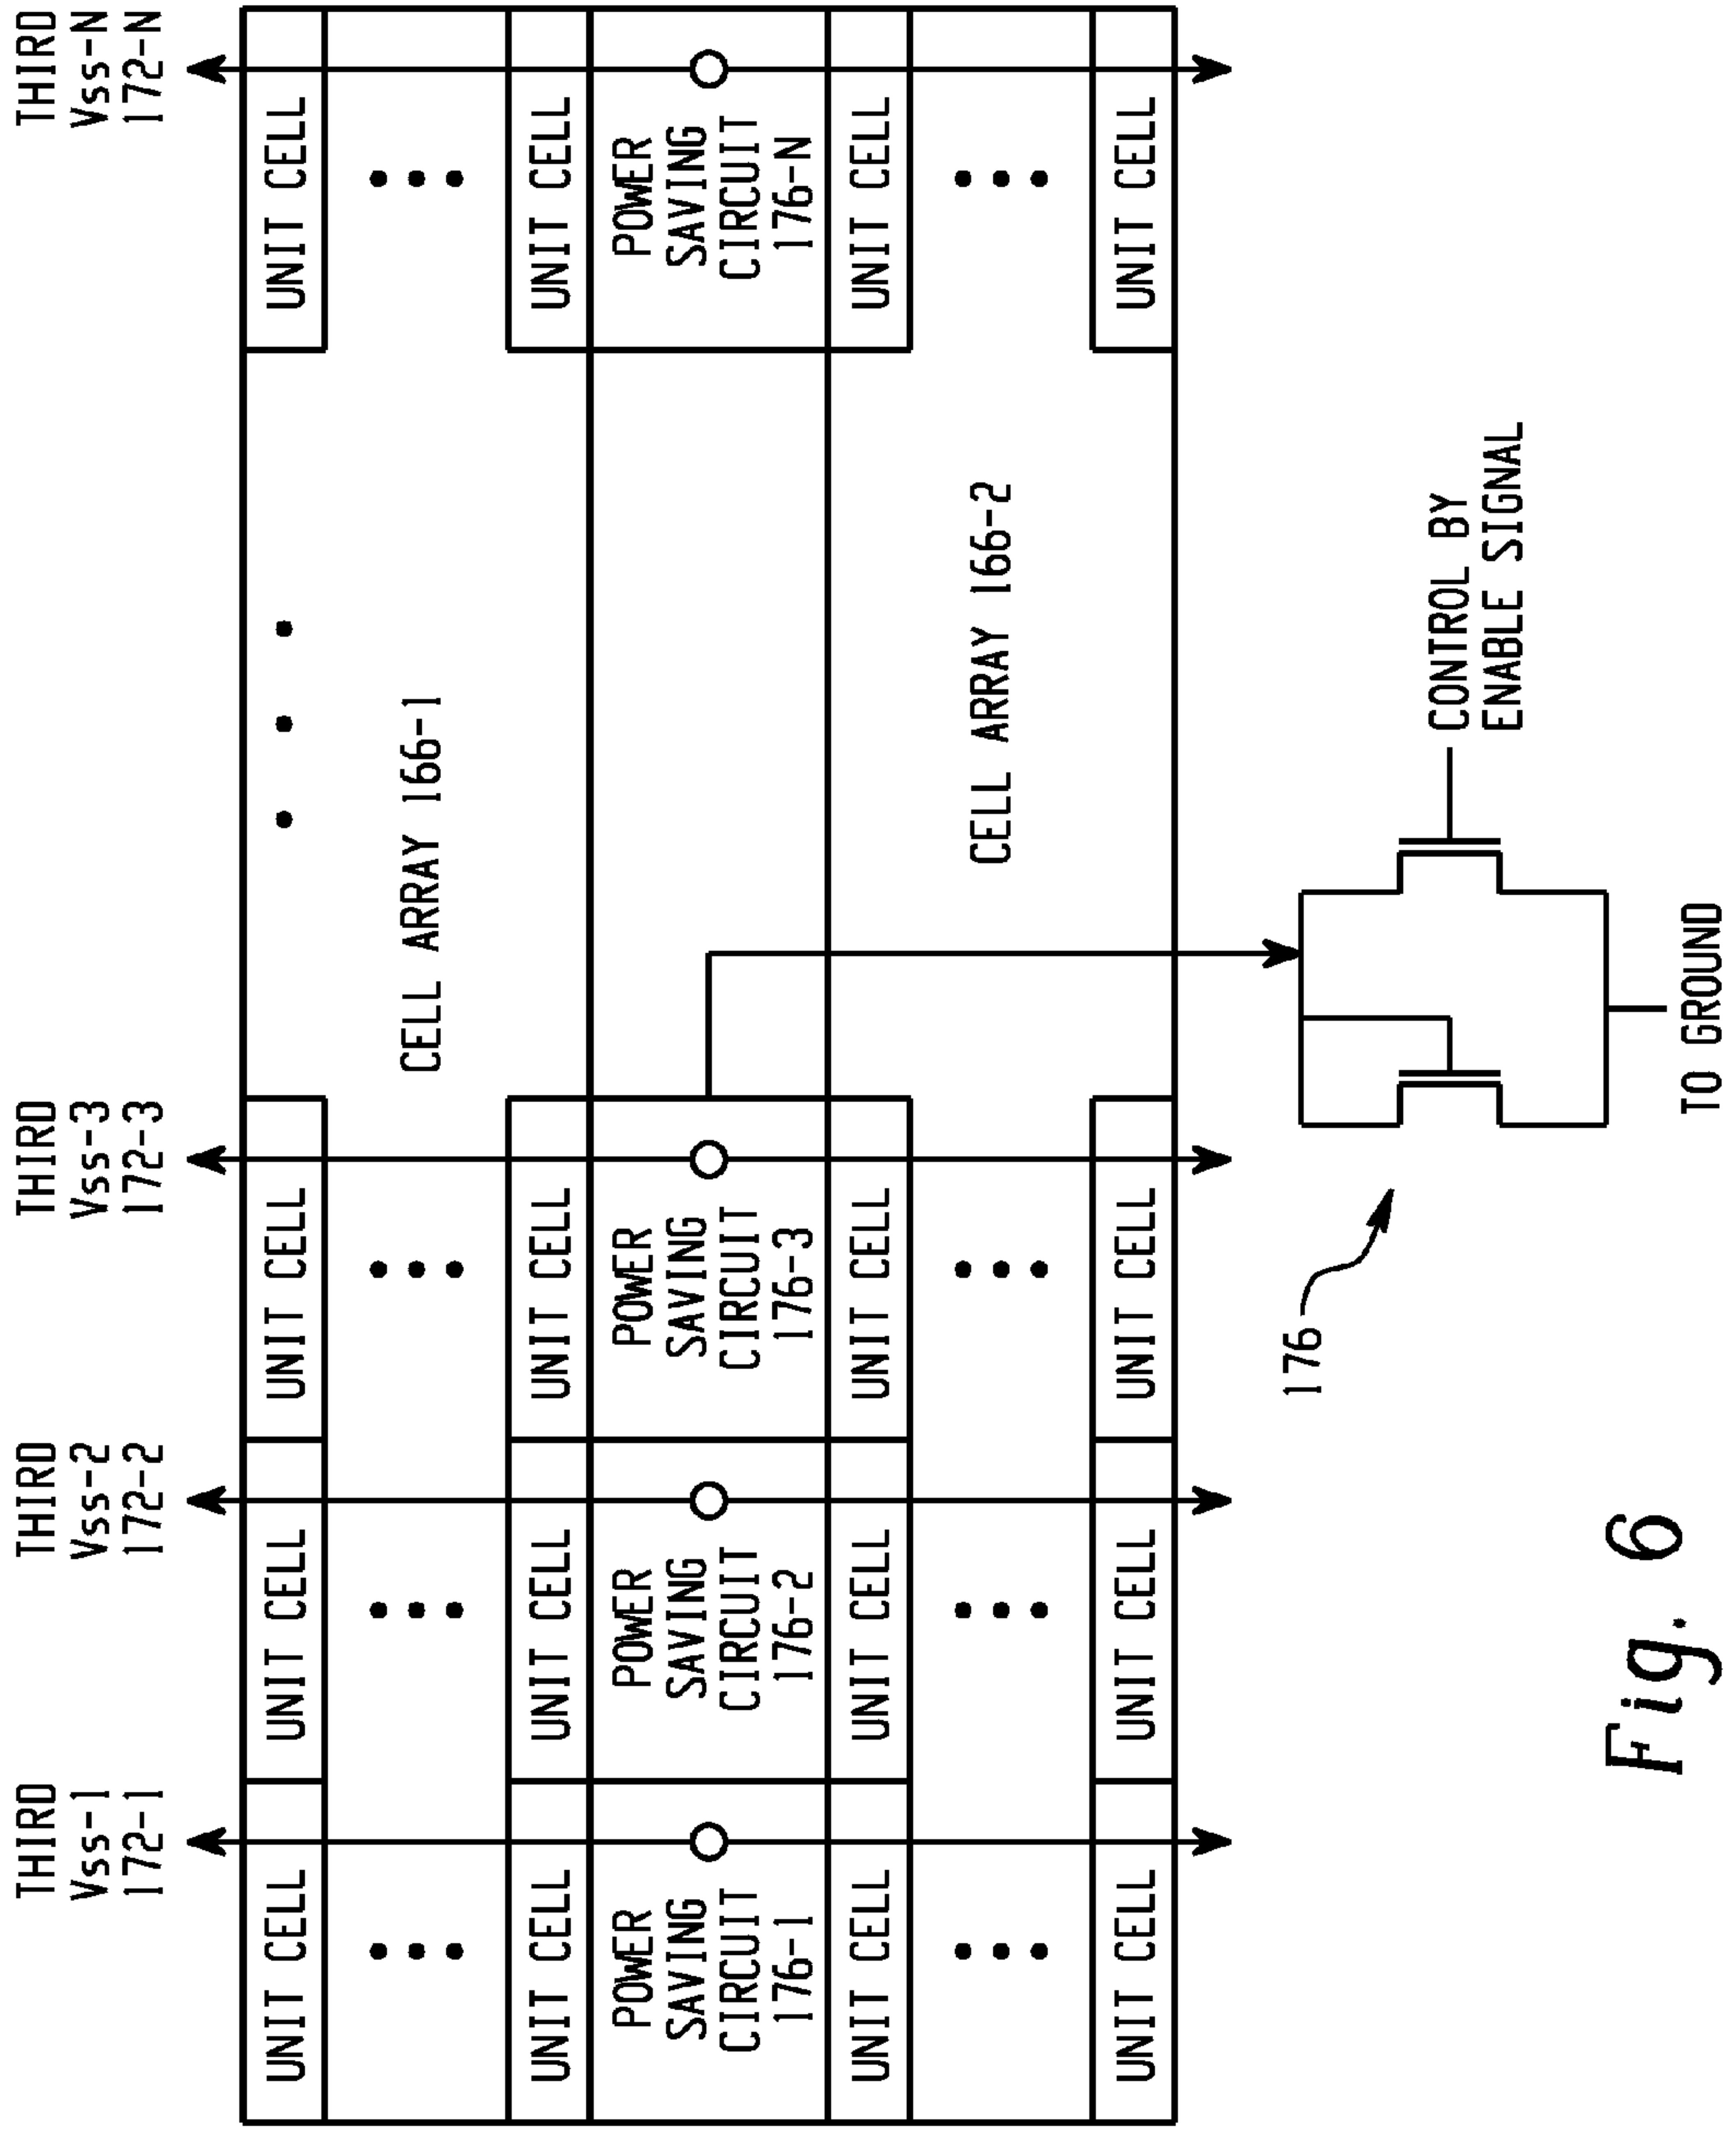 THIRD
Vss-1
172-1
THIRD
Vss-2
172-2
THIRD
Vss-3
172-3
THIRD
Vss-N
172-N
UNIT CELL
UNIT CELL
UNIT CELL
UNIT CELL
CELL ARRAY 166-1
UNIT CELL
UNIT CELL
UNIT CELL
UNIT CELL
POWER
SAVING
CIRCUIT
176-1
POWER
SAVING
CIRCUIT
176-2
POWER
SAVING
CIRCUIT
176-3
POWER
SAVING
CIRCUIT
176-N
UNIT CELL
UNIT CELL
UNIT CELL
UNIT CELL
CELL ARRAY 166-2
UNIT CELL
UNIT CELL
UNIT CELL
UNIT CELL
176
CONTROL BY
ENABLE SIGNAL
TO GROUND
Fig. 6